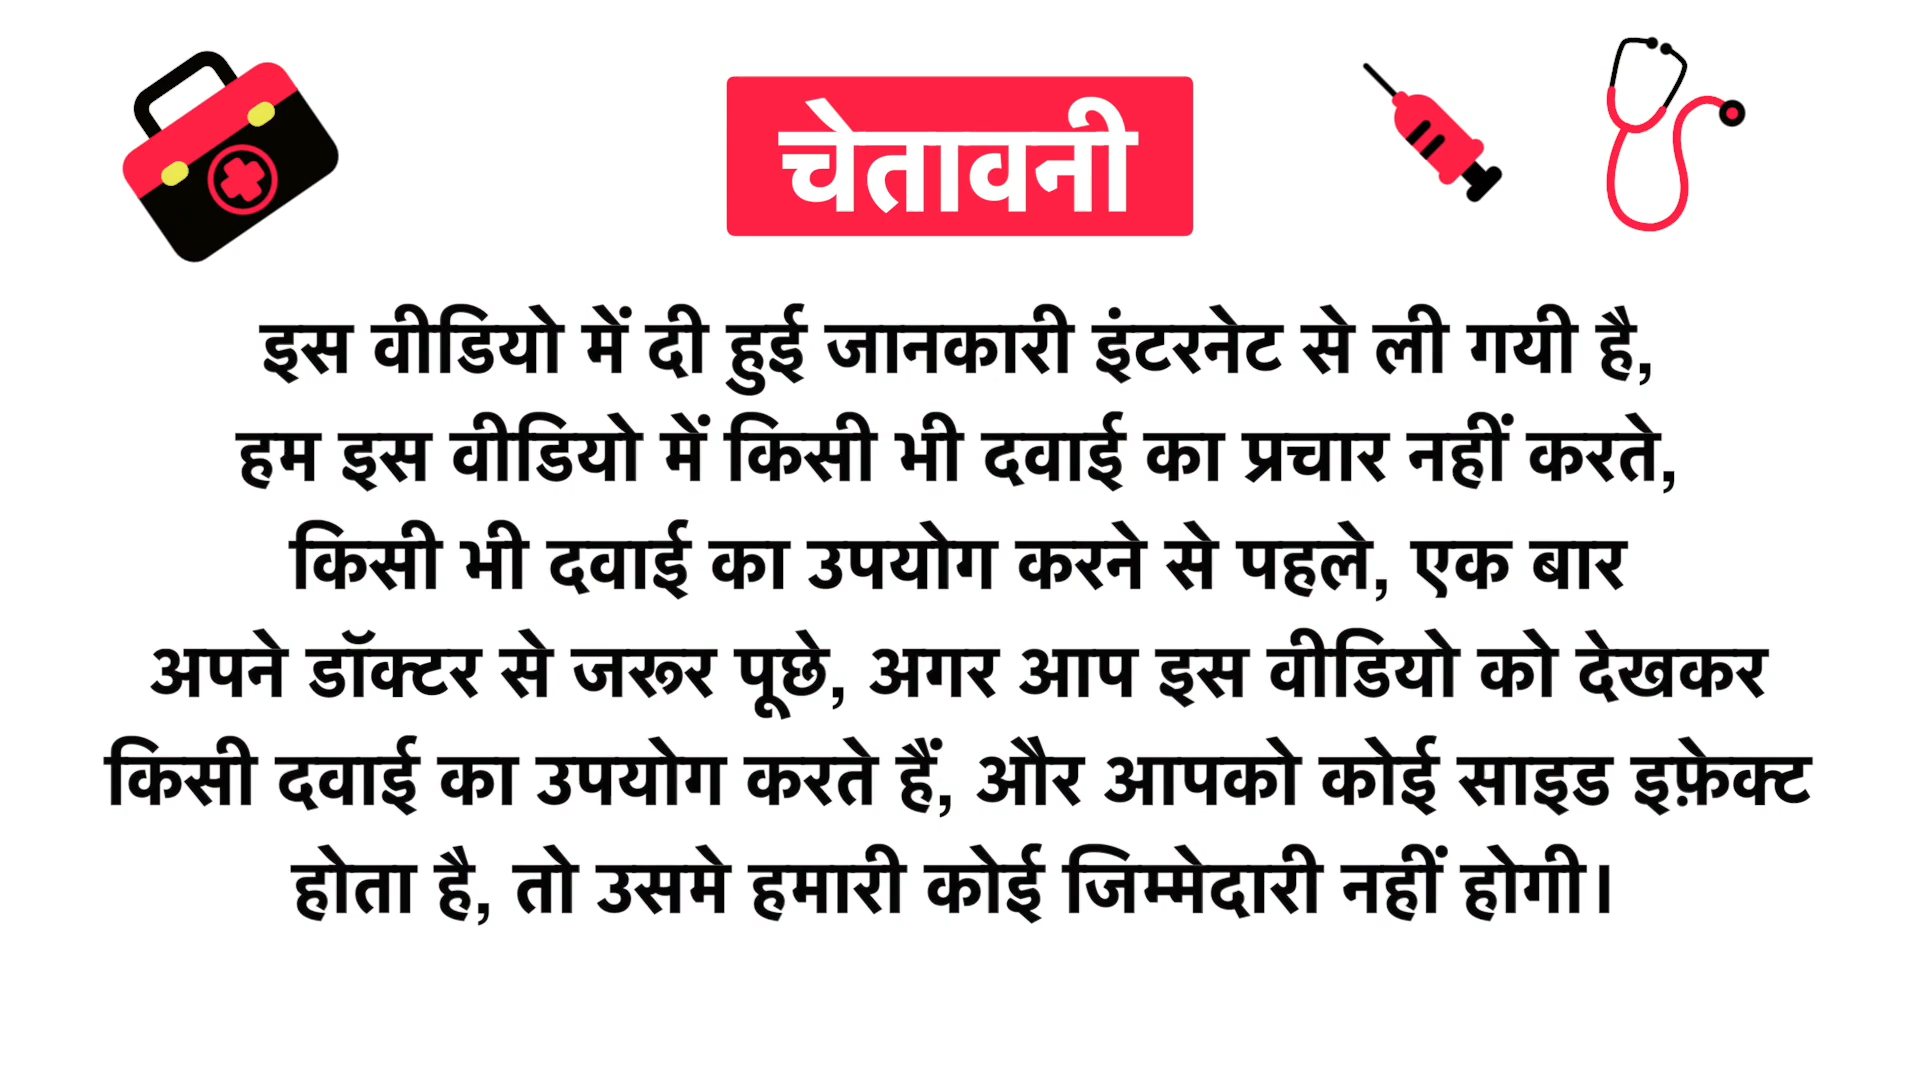 चेतावनी
इस वीडियो में दी हुई जानकारी इंटरनेट से ली गयी है,
हम इस वीडियो में किसी भी दवाई का प्रचार नहीं करते,
किसी भी दवाई का उपयोग करने से पहले, एक बार
अपने डॉक्टर से जरूर पूछे, अगर आप इस वीडियो को देखकर
किसी दवाई का उपयोग करते हैं, और आपको कोई साइड इफ़ेक्ट
होता है, तो उसमे हमारी कोई जिम्मेदारी नहीं होगी।